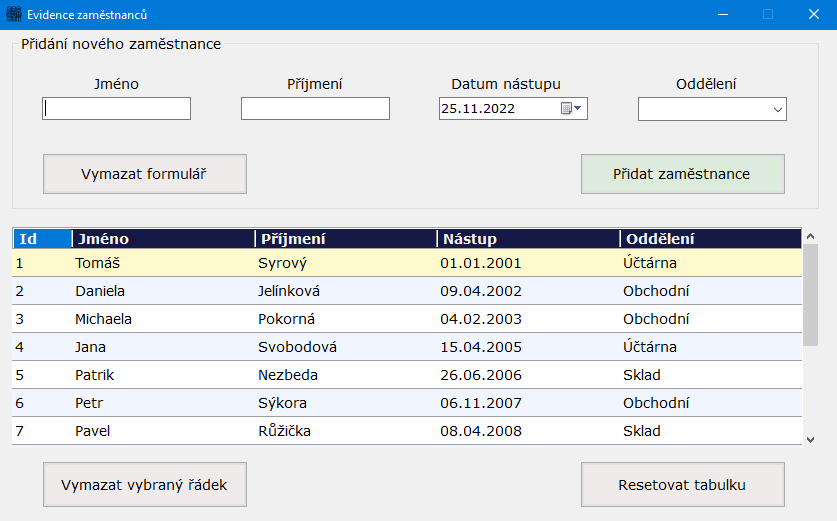 Evidence zaměstnanců
Přidání nového zaměstnance
Jméno Příjmení Datum nástupu Oddělení
25.11.2022
Vymazat formulář Přidat zaměstnance
Id Jméno Příjmení Nástup Oddělení
1 Tomáš Syrový 01.01.2001 Účtárna
2 Daniela Jelínková 09.04.2002 Obchodní
3 Michaela Pokorná 04.02.2003 Obchodní
4 Jana Svobodová 15.04.2005 Účtárna
5 Patrik Nezbeda 26.06.2006 Sklad
6 Petr Sýkora 06.11.2007 Obchodní
7 Pavel Růžička 08.04.2008 Sklad
Vymazat vybraný řádek Resetovat tabulku